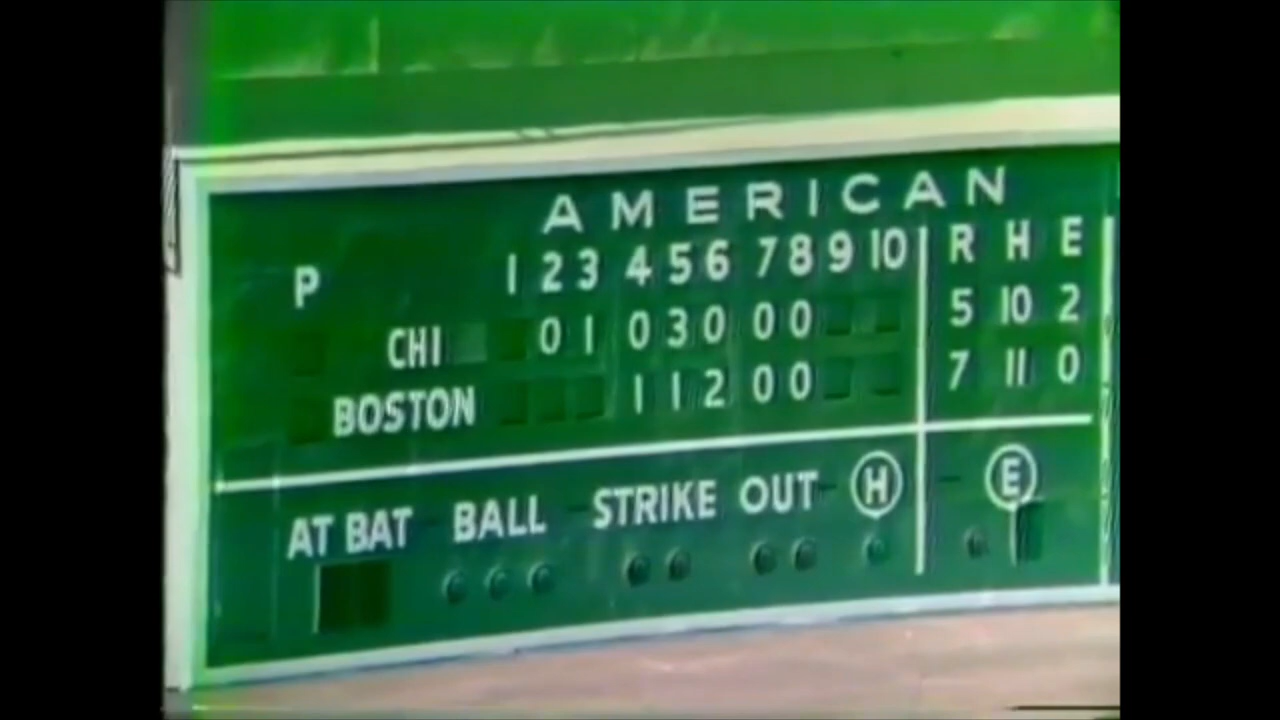 AMERICAN
P 1 2 3 4 5 6 7 8 9 10 R H E
CHI 0 1 0 3 0 0 0 5 10 2
BOSTON 1 1 2 0 0 7 11 0
AT BAT BALL STRIKE OUT H E